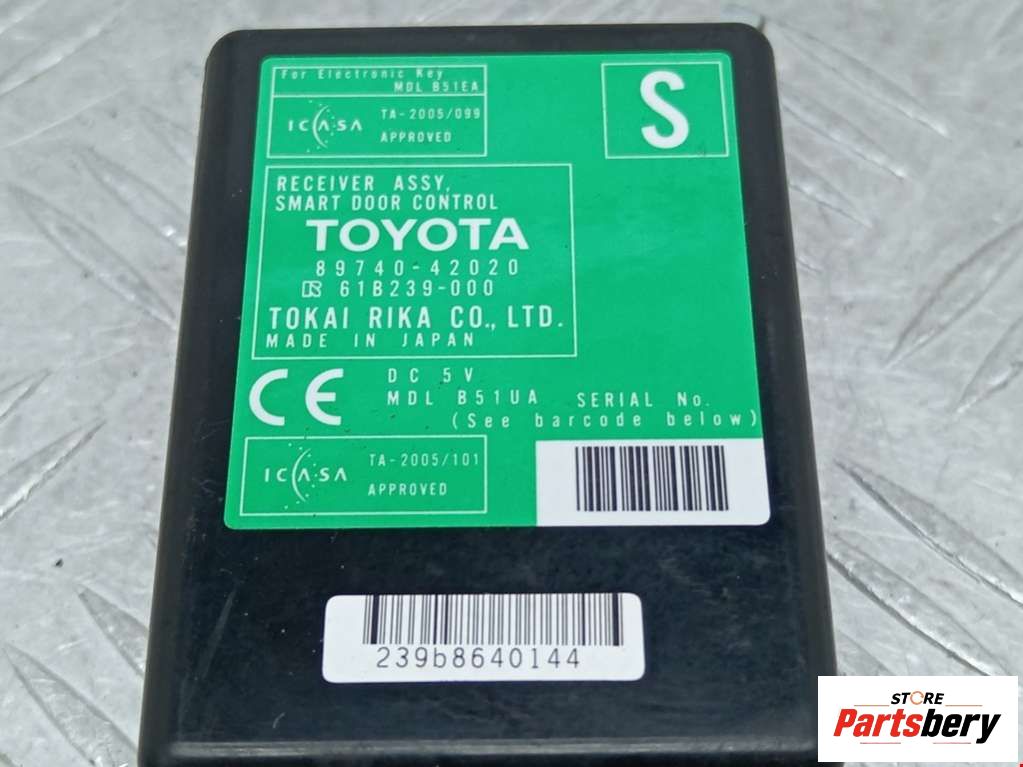 For Electronic Key
MDL B51EA
ICASA TA-2005/099
APPROVED
S
RECEIVER ASSY,
SMART DOOR CONTROL
TOYOTA
89740-42020
61B239-000
TOKAI RIKA CO., LTD.
MADE IN JAPAN
CE DC 5V
MDL B51UA SERIAL No.
(See barcode below)
ICASA TA-2005/101
APPROVED
239b8640144
STORE
Partsbery